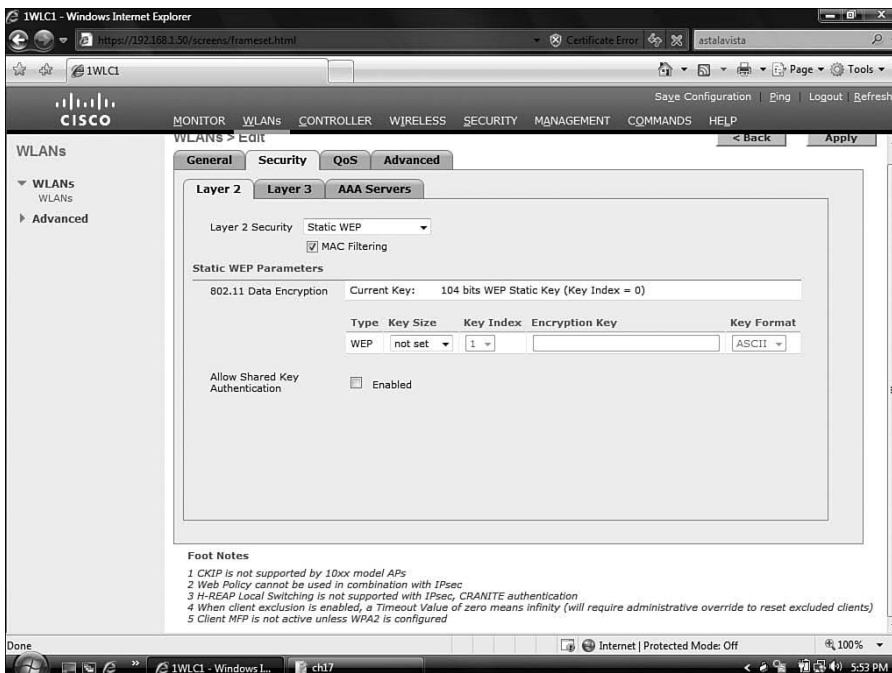 1WLC1 - Windows Internet Explorer
https://192.168.1.50/screens/frameset.html Certificate Error astalavista
1WLC1 Page Tools
Save Configuration | Ping | Logout | Refresh
CISCO MONITOR WLANs CONTROLLER WIRELESS SECURITY MANAGEMENT COMMANDS HELP
WLANs
WLANs > Edit < Back Apply
General Security QoS Advanced
WLANs
WLANs
Advanced
Layer 2 Layer 3 AAA Servers
Layer 2 Security Static WEP
MAC Filtering
Static WEP Parameters
802.11 Data Encryption Current Key: 104 bits WEP Static Key (Key Index = 0)
Type Key Size Key Index Encryption Key Key Format
WEP not set 1 ASCII
Allow Shared Key
Authentication
Enabled
Foot Notes
1 CKIP is not supported by 10xx model APs
2 Web Policy cannot be used in combination with IPsec
3 H-REAP Local Switching is not supported with IPsec, CRANITE authentication
4 When client exclusion is enabled, a Timeout Value of zero means infinity (will require administrative override to reset excluded clients)
5 Client MFP is not active unless WPA2 is configured
Done Internet | Protected Mode: Off 100%
1WLC1 - Windows I... ch17 5:53 PM